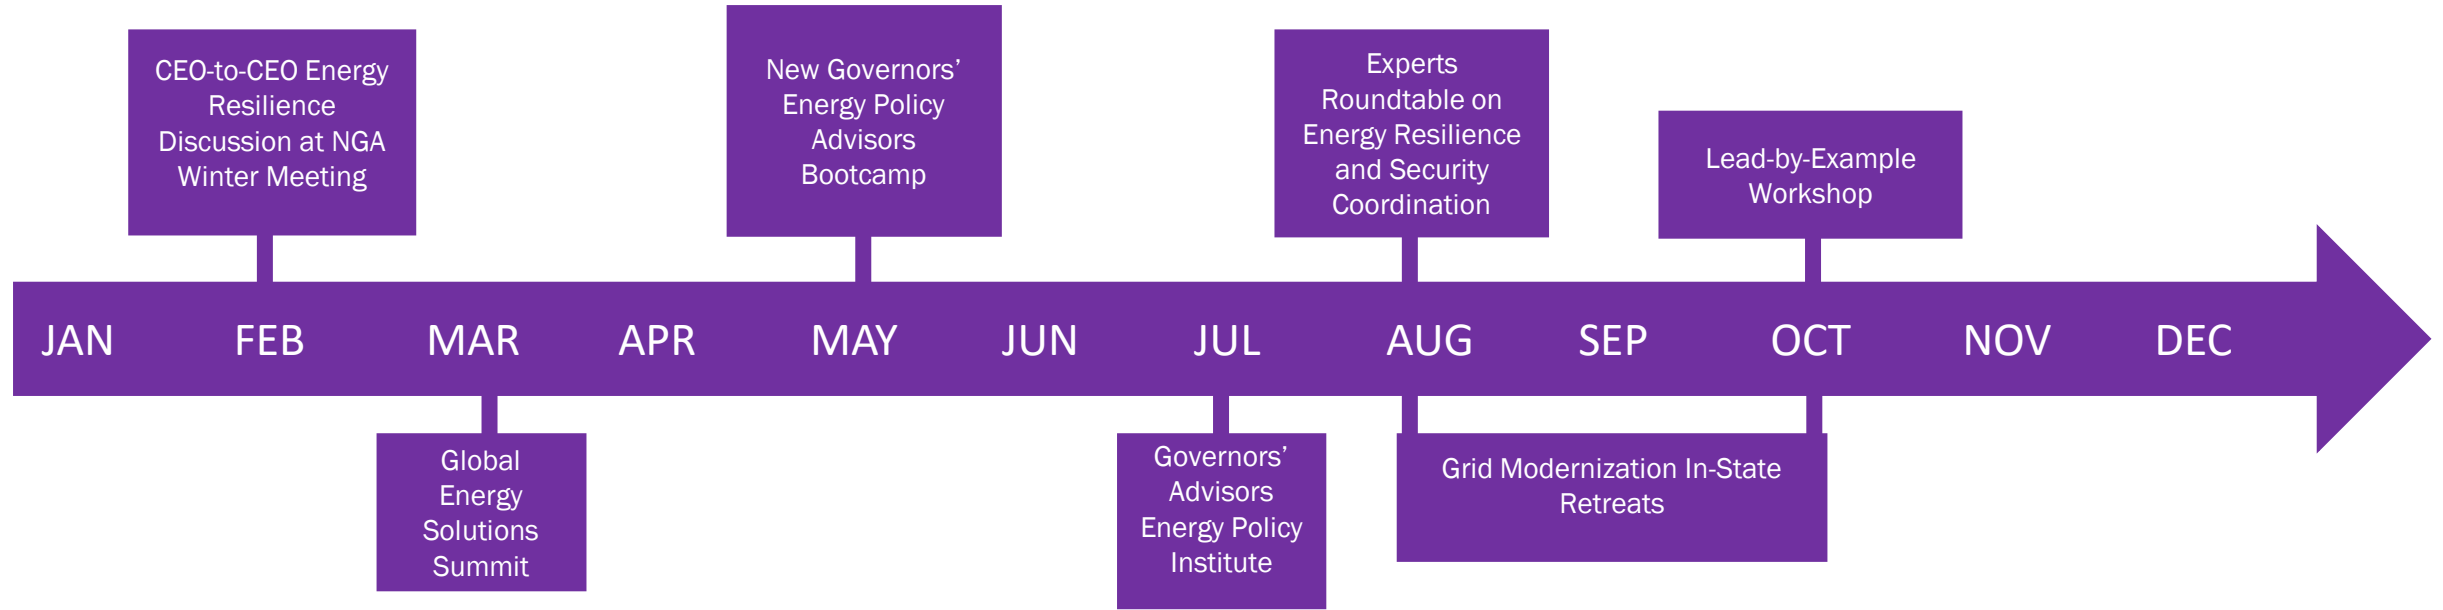 CEO-to-CEO Energy
Resilience
Discussion at NGA
Winter Meeting
New Governors’
Energy Policy
Advisors
Bootcamp
Experts
Roundtable on
Energy Resilience
and Security
Coordination
Lead-by-Example
Workshop
JAN FEB MAR APR MAY JUN JUL AUG SEP OCT NOV DEC
Global
Energy
Solutions
Summit
Governors’
Advisors
Energy Policy
Institute
Grid Modernization In-State
Retreats